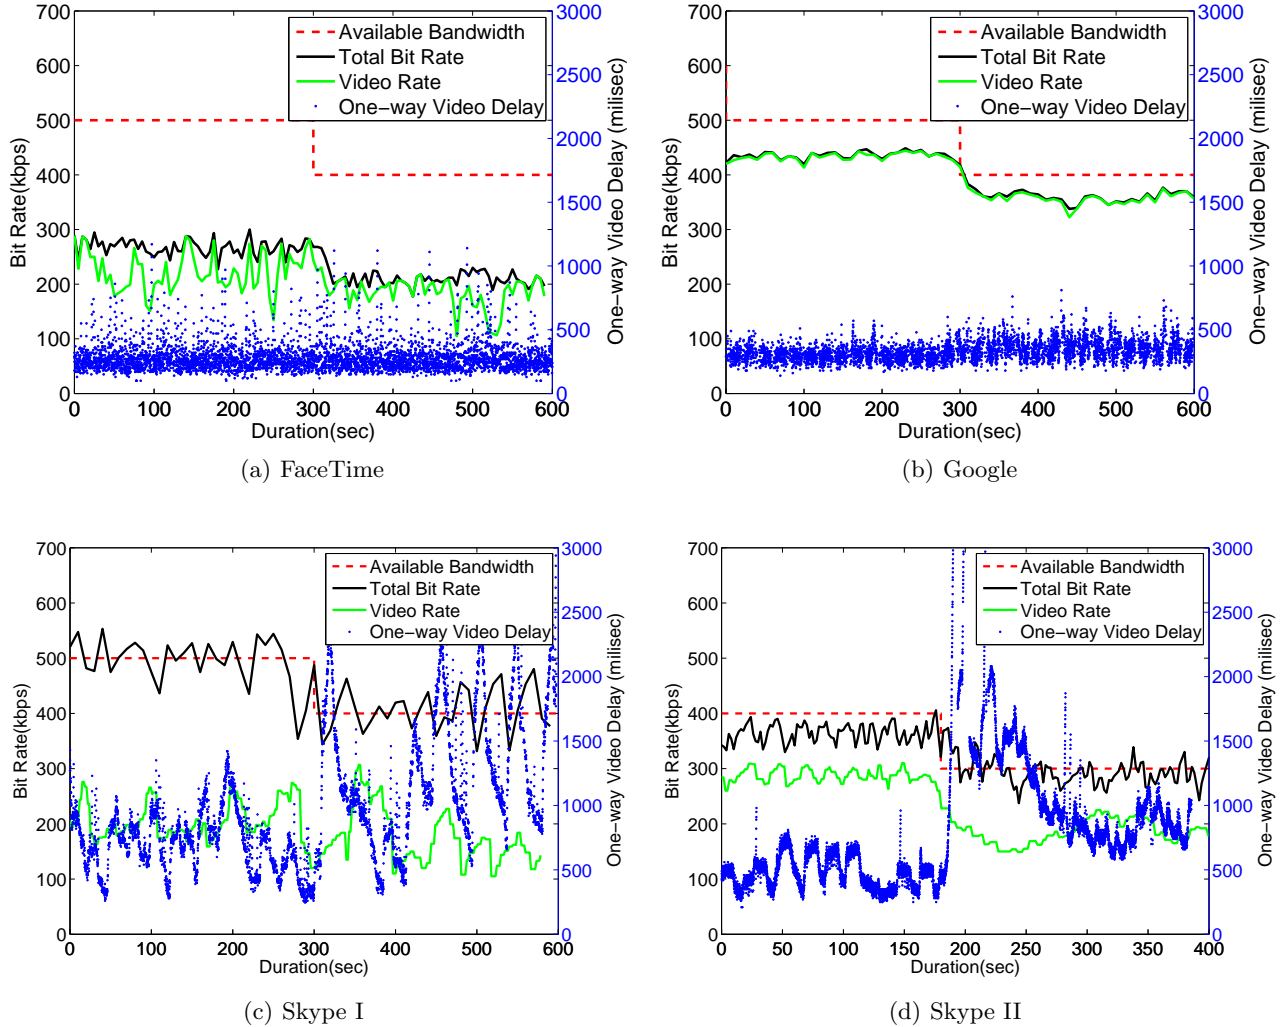 Available Bandwidth
Total Bit Rate
Video Rate
One-way Video Delay
Bit Rate(kbps)
0 100 200 300 400 500 600 700
One-way Video Delay (milisec)
0 500 1000 1500 2000 2500 3000
0 100 200 300 400 500 600
Duration(sec)
(a) FaceTime
Available Bandwidth
Total Bit Rate
Video Rate
One-way Video Delay
Bit Rate(kbps)
0 100 200 300 400 500 600 700
One-way Video Delay (milisec)
0 500 1000 1500 2000 2500 3000
0 100 200 300 400 500 600
Duration(sec)
(b) Google
Available Bandwidth
Total Bit Rate
Video Rate
One-way Video Delay
Bit Rate(kbps)
0 100 200 300 400 500 600 700
One-way Video Delay (milisec)
0 500 1000 1500 2000 2500 3000
0 100 200 300 400 500 600
Duration(sec)
(c) Skype I
Available Bandwidth
Total Bit Rate
Video Rate
One-way Video Delay
Bit Rate(kbps)
0 100 200 300 400 500 600 700
One-way Video Delay (milisec)
0 500 1000 1500 2000 2500 3000
0 50 100 150 200 250 300 350 400
Duration(sec)
(d) Skype II